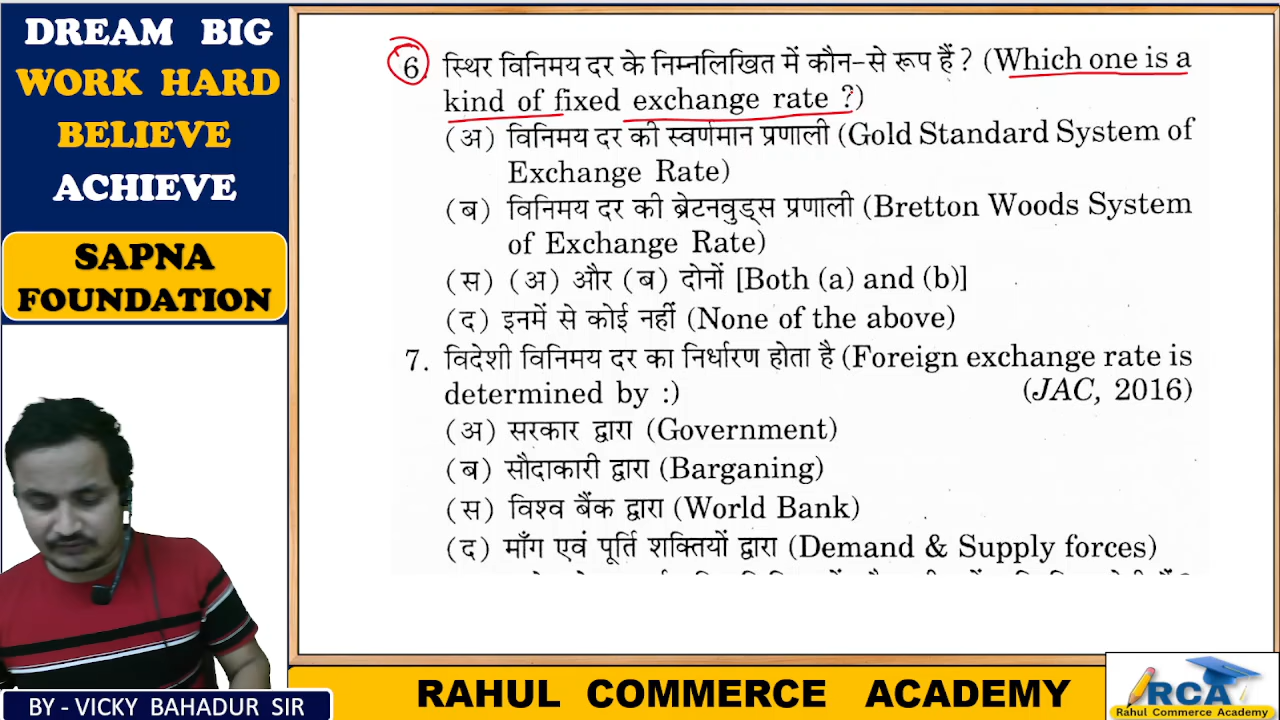 DREAM BIG
WORK HARD
BELIEVE
ACHIEVE
SAPNA
FOUNDATION
6 स्थिर विनिमय दर के निम्नलिखित में कौन-से रूप हैं? (Which one is a
kind of fixed exchange rate ?)
(अ) विनिमय दर की स्वर्णमान प्रणाली (Gold Standard System of
Exchange Rate)
(ब) विनिमय दर की ब्रेटनवुड्स प्रणाली (Bretton Woods System
of Exchange Rate)
(स) (अ) और (ब) दोनों [Both (a) and (b)]
(द) इनमें से कोई नहीं (None of the above)
7. विदेशी विनिमय दर का निर्धारण होता है (Foreign exchange rate is
determined by :) (JAC, 2016)
(अ) सरकार द्वारा (Government)
(ब) सौदाकारी द्वारा (Barganing)
(स) विश्व बैंक द्वारा (World Bank)
(द) माँग एवं पूर्ति शक्तियों द्वारा (Demand & Supply forces)
BY - VICKY BAHADUR SIR
RAHUL COMMERCE ACADEMY
RCA
Rahul Commerce Academy